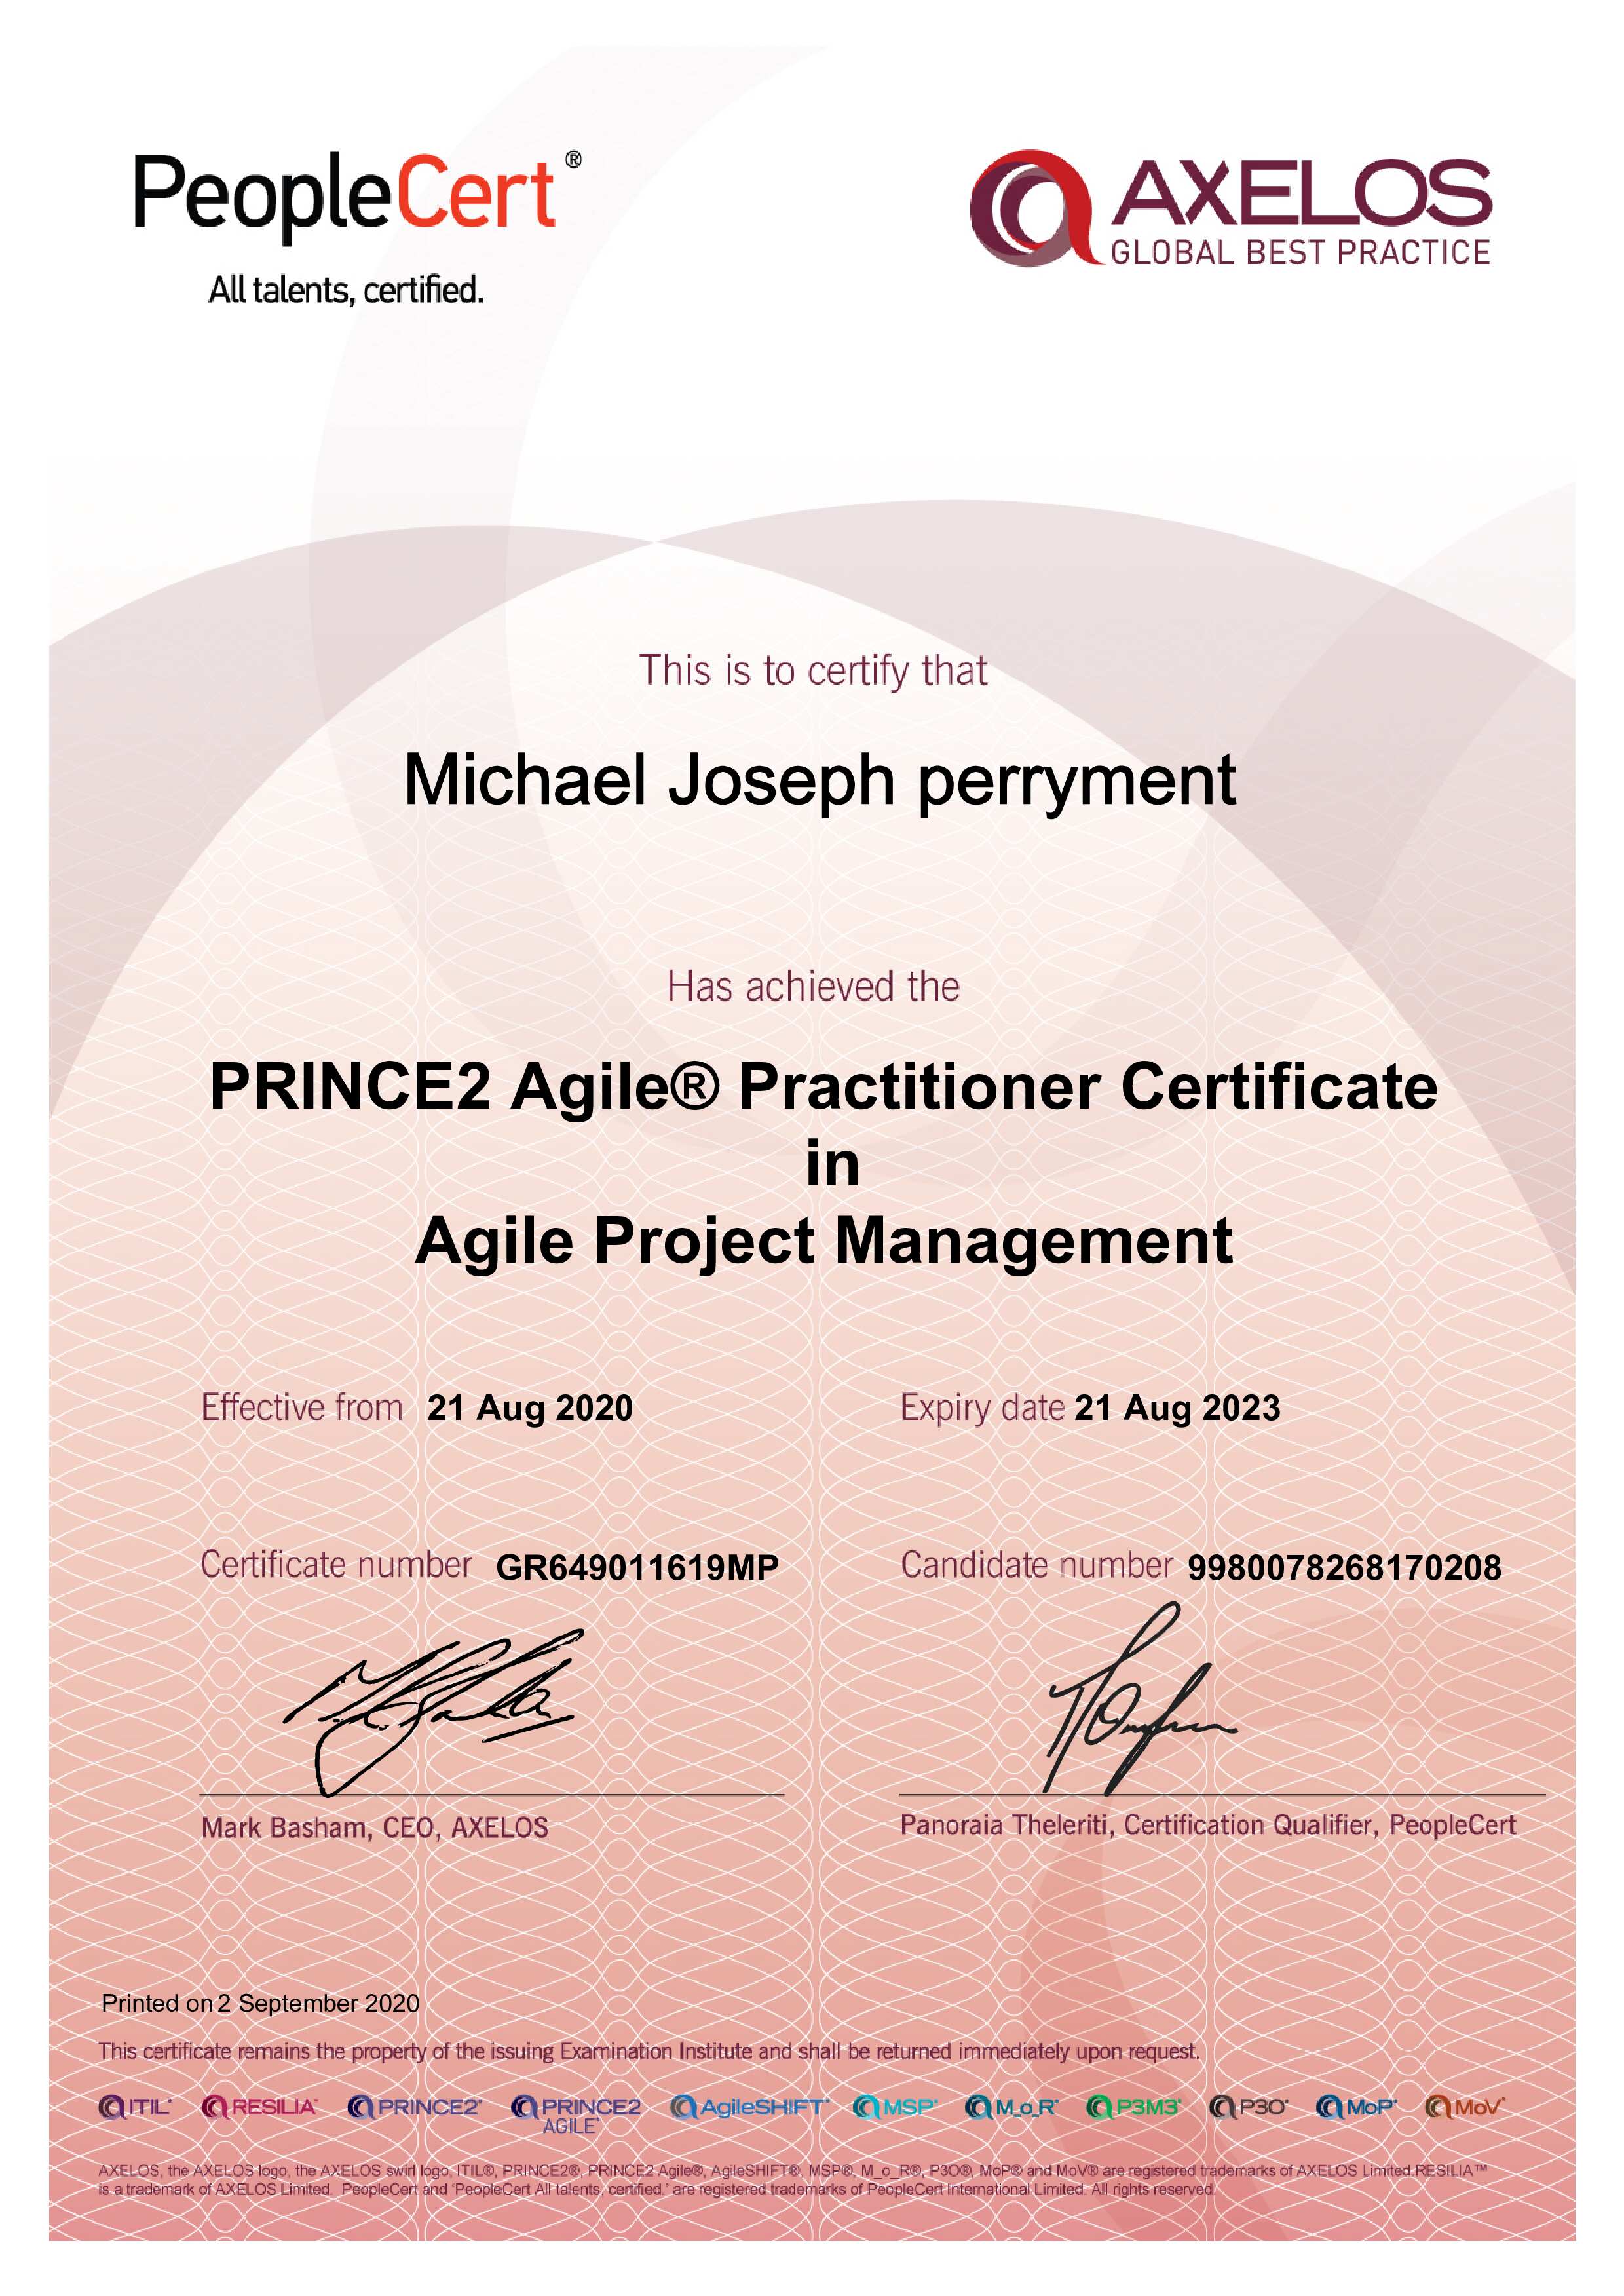 PeopleCert®
All talents, certified.
AXELOS
GLOBAL BEST PRACTICE
This is to certify that
Michael Joseph perryment
Has achieved the
PRINCE2 Agile® Practitioner Certificate
in
Agile Project Management
Effective from 21 Aug 2020
Expiry date 21 Aug 2023
Certificate number GR649011619MP
Candidate number 9980078268170208
Mark Basham, CEO, AXELOS
Panoraia Theleriti, Certification Qualifier, PeopleCert
Printed on 2 September 2020
This certificate remains the property of the issuing Examination Institute and shall be returned immediately upon request.
ITIL® RESILIA® PRINCE2® PRINCE2 AGILE® AgileSHIFT® MSP® M_o_R® P3M3® P3O® MoP® MoV®
AXELOS, the AXELOS logo, the AXELOS swirl logo, ITIL®, PRINCE2®, PRINCE2 Agile®, AgileSHIFT®, MSP®, M_o_R®, P3O®, MoP® and MoV® are registered trademarks of AXELOS Limited.RESILIA™
is a trademark of AXELOS Limited. PeopleCert and 'PeopleCert All talents, certified.' are registered trademarks of PeopleCert International Limited. All rights reserved.